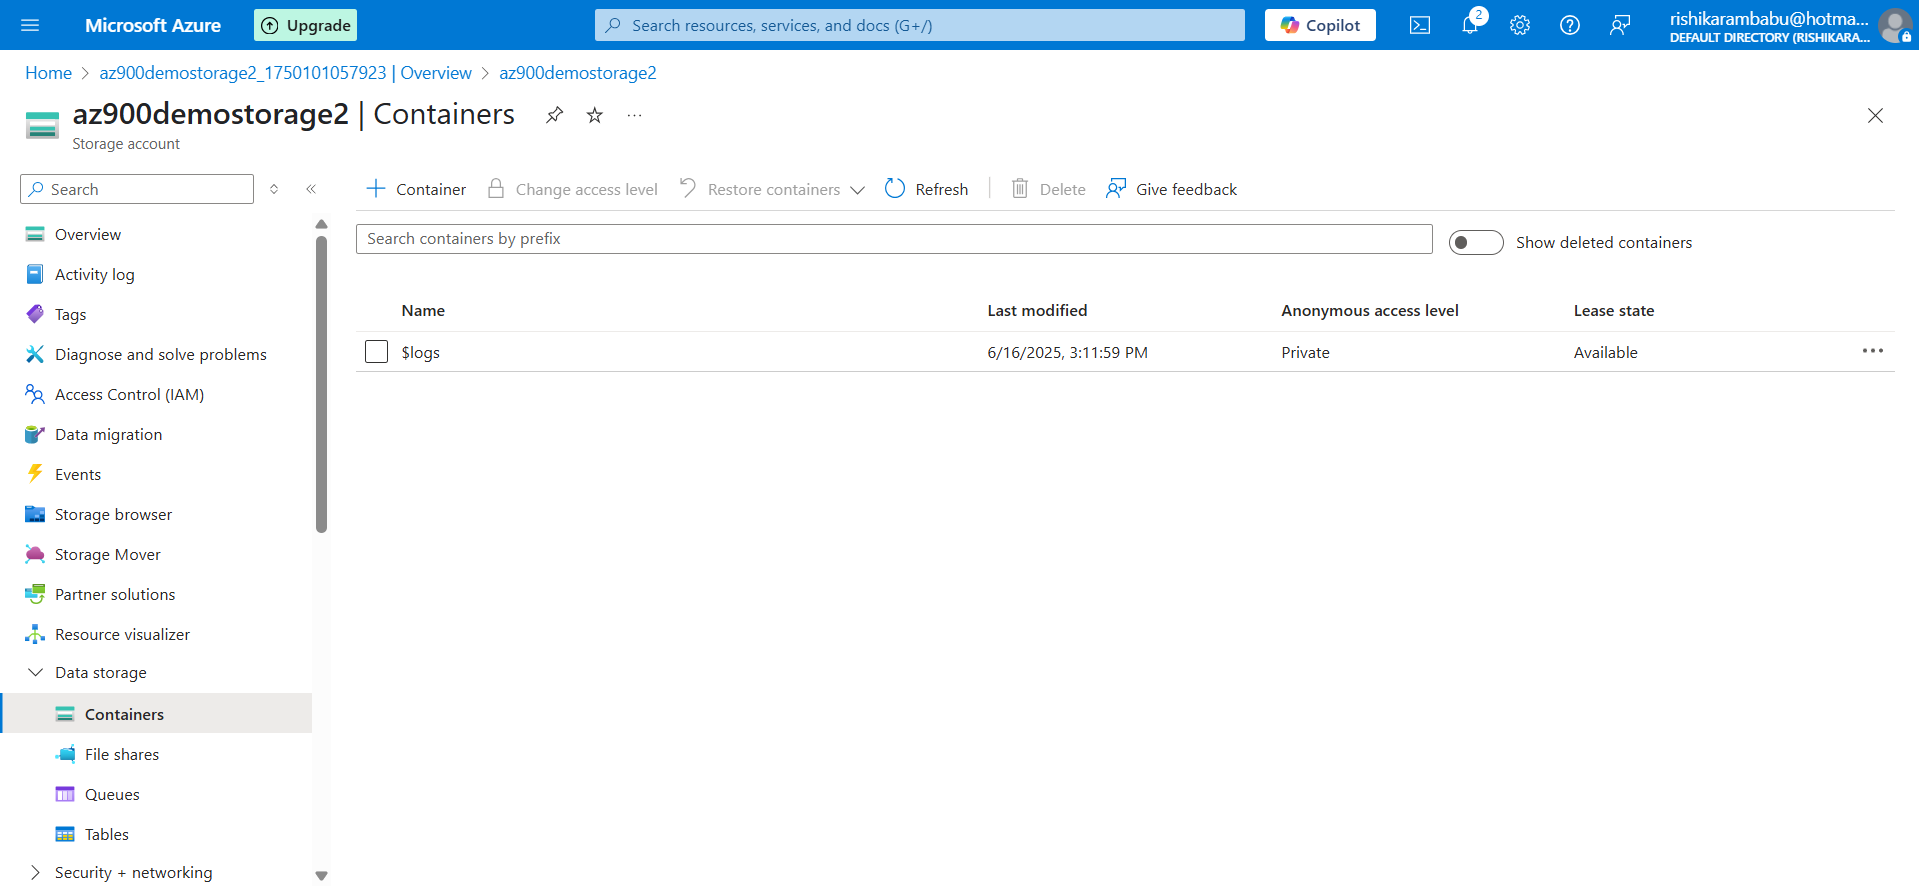 Microsoft Azure
Upgrade
Search resources, services, and docs (G+/)
Copilot
2
rishikarambabu@hotma...
DEFAULT DIRECTORY (RISHIKARA...
Home > az900demostorage2_1750101057923 | Overview > az900demostorage2
az900demostorage2 | Containers
Storage account
Search
Container
Change access level
Restore containers
Refresh
Delete
Give feedback
Search containers by prefix
Show deleted containers
Name Last modified Anonymous access level Lease state
$logs 6/16/2025, 3:11:59 PM Private Available
Overview
Activity log
Tags
Diagnose and solve problems
Access Control (IAM)
Data migration
Events
Storage browser
Storage Mover
Partner solutions
Resource visualizer
Data storage
Containers
File shares
Queues
Tables
Security + networking